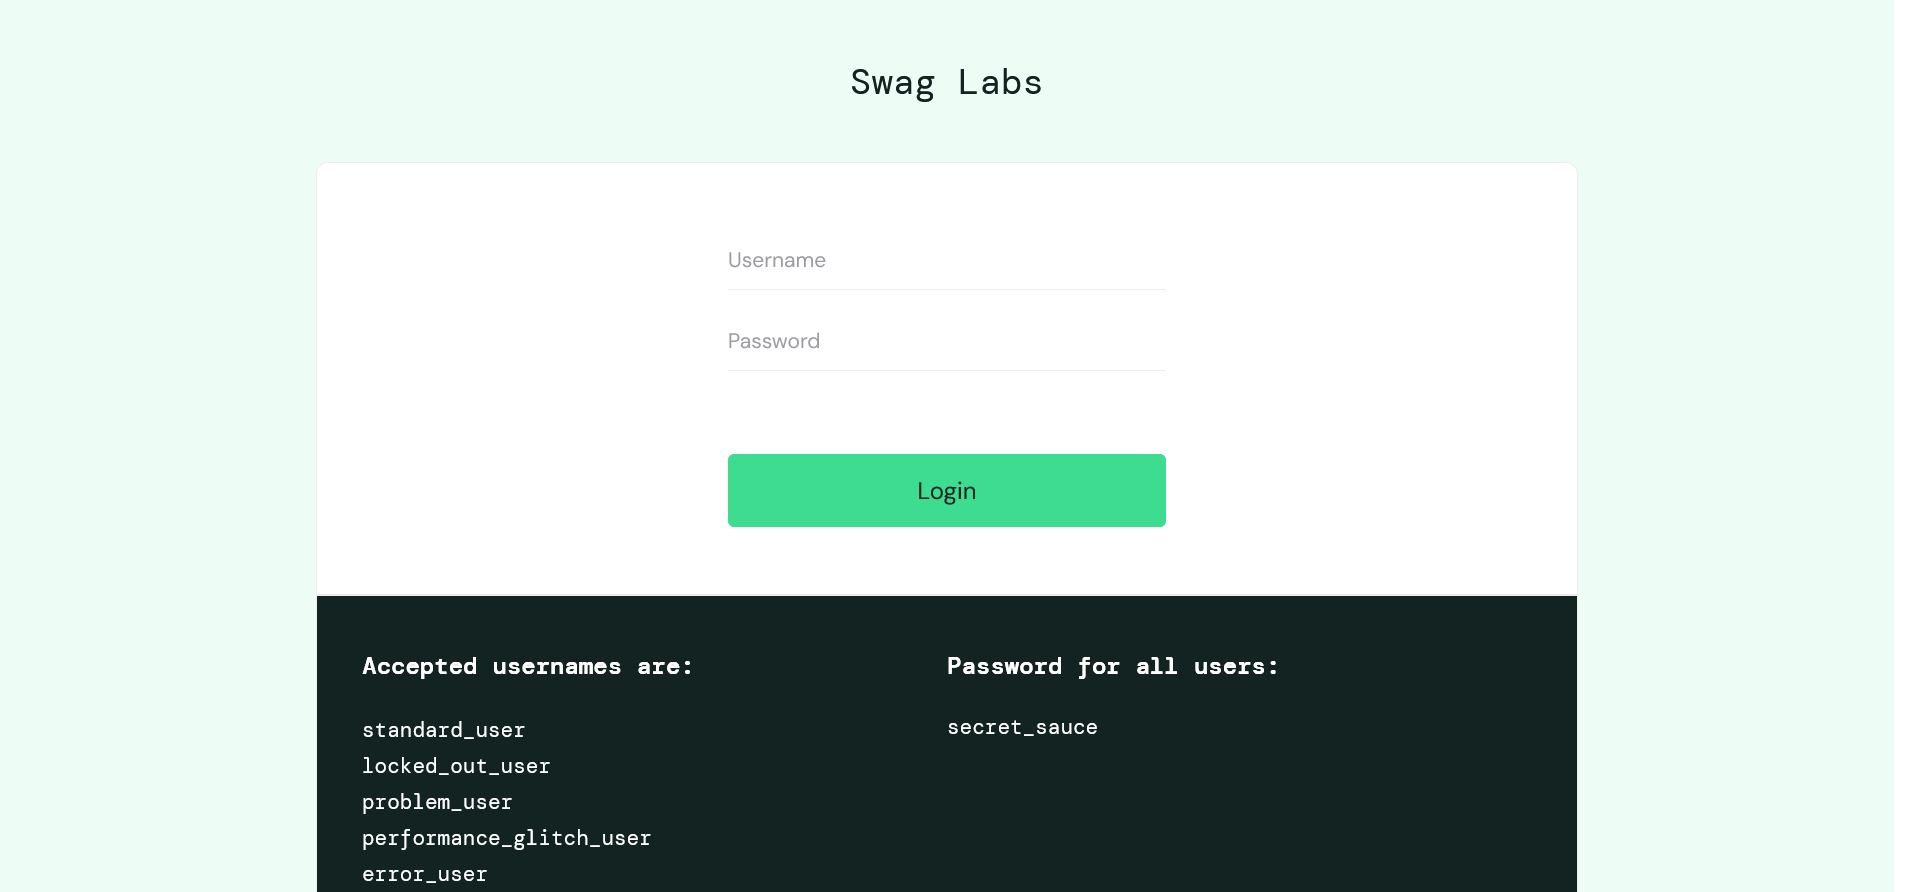 Swag Labs
Username
Password
Login
Accepted usernames are:
standard_user
locked_out_user
problem_user
performance_glitch_user
error_user
Password for all users:
secret_sauce